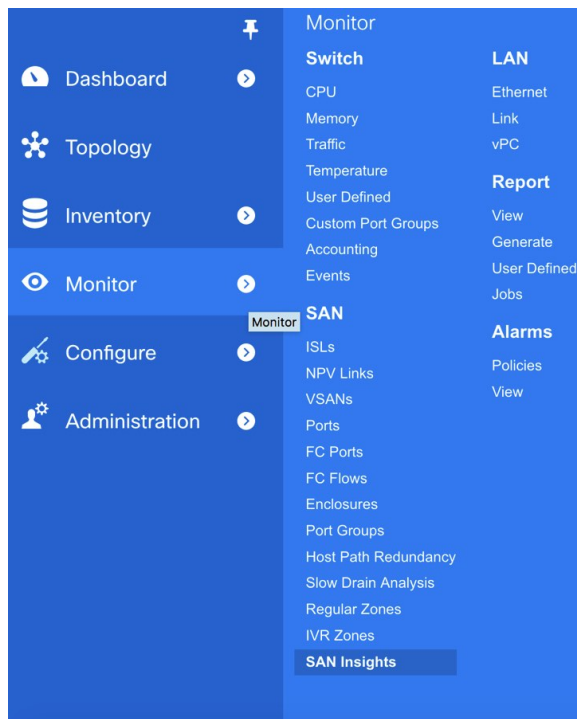 Dashboard
Topology
Inventory
Monitor
Monitor
Configure
Administration
Monitor
Switch
CPU
Memory
Traffic
Temperature
User Defined
Custom Port Groups
Accounting
Events
SAN
ISLs
NPV Links
VSANs
Ports
FC Ports
FC Flows
Enclosures
Port Groups
Host Path Redundancy
Slow Drain Analysis
Regular Zones
IVR Zones
SAN Insights
LAN
Ethernet
Link
vPC
Report
View
Generate
User Defined
Jobs
Alarms
Policies
View